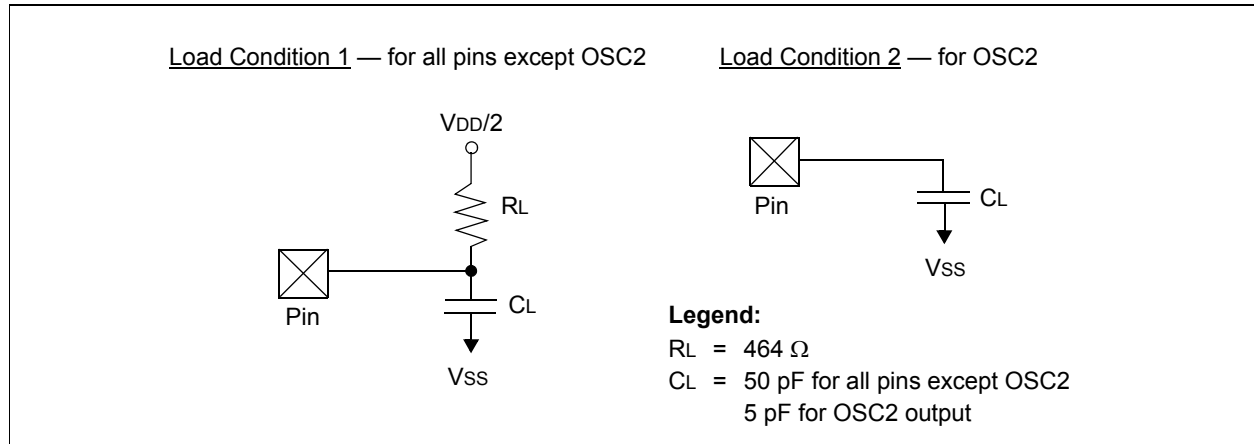 Load Condition 1 — for all pins except OSC2
VDD/2
RL
Pin
CL
VSS
Load Condition 2 — for OSC2
Pin
CL
VSS
Legend:
RL = 464 Ω
CL = 50 pF for all pins except OSC2
5 pF for OSC2 output